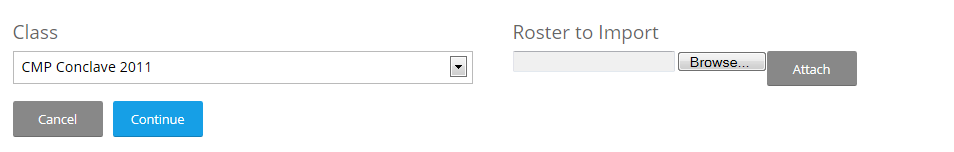 Class
Roster to Import
CMP Conclave 2011
Browse...
Attach
Cancel
Continue